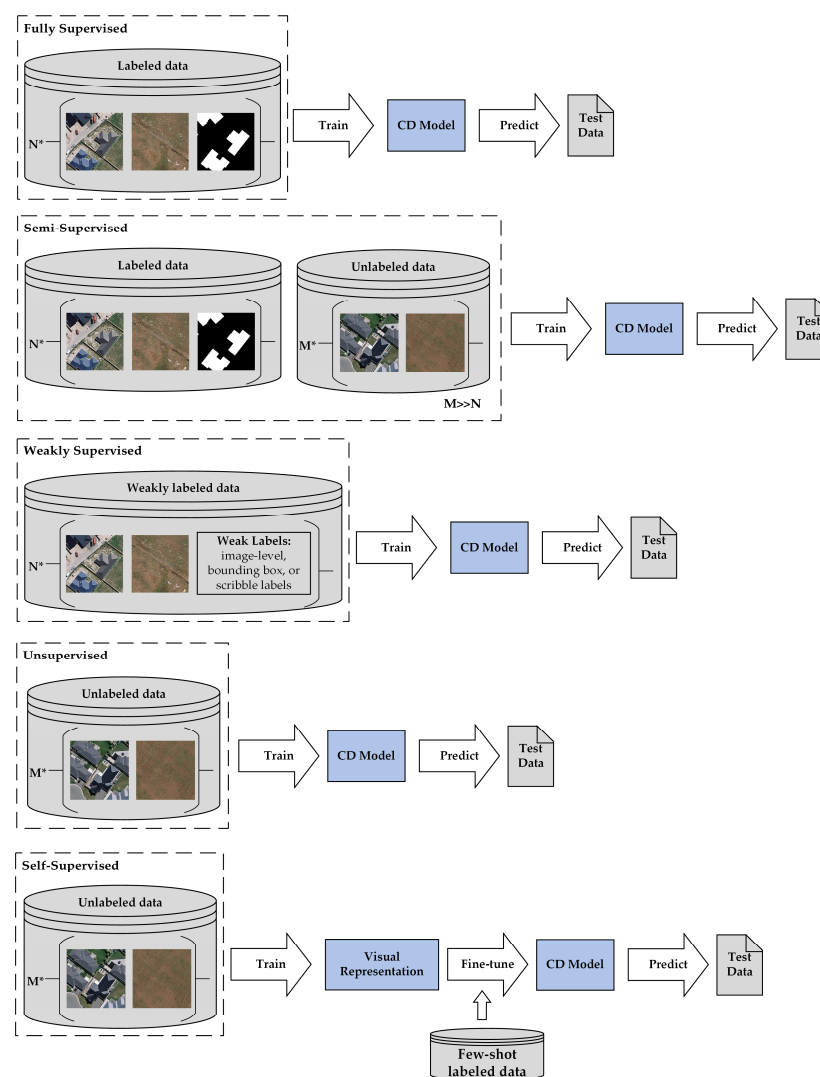 Fully Supervised
Labeled data
N*
Train
CD Model
Predict
Test
Data
Semi-Supervised
Labeled data
Unlabeled data
N*
M*
M>>N
Train
CD Model
Predict
Test
Data
Weakly Supervised
Weakly labeled data
N*
Weak Labels:
image-level,
bounding box, or
scribble labels
Train
CD Model
Predict
Test
Data
Unsupervised
Unlabeled data
M*
Train
CD Model
Predict
Test
Data
Self-Supervised
Unlabeled data
M*
Train
Visual
Representation
Fine-tune
CD Model
Predict
Test
Data
Few-shot
labeled data